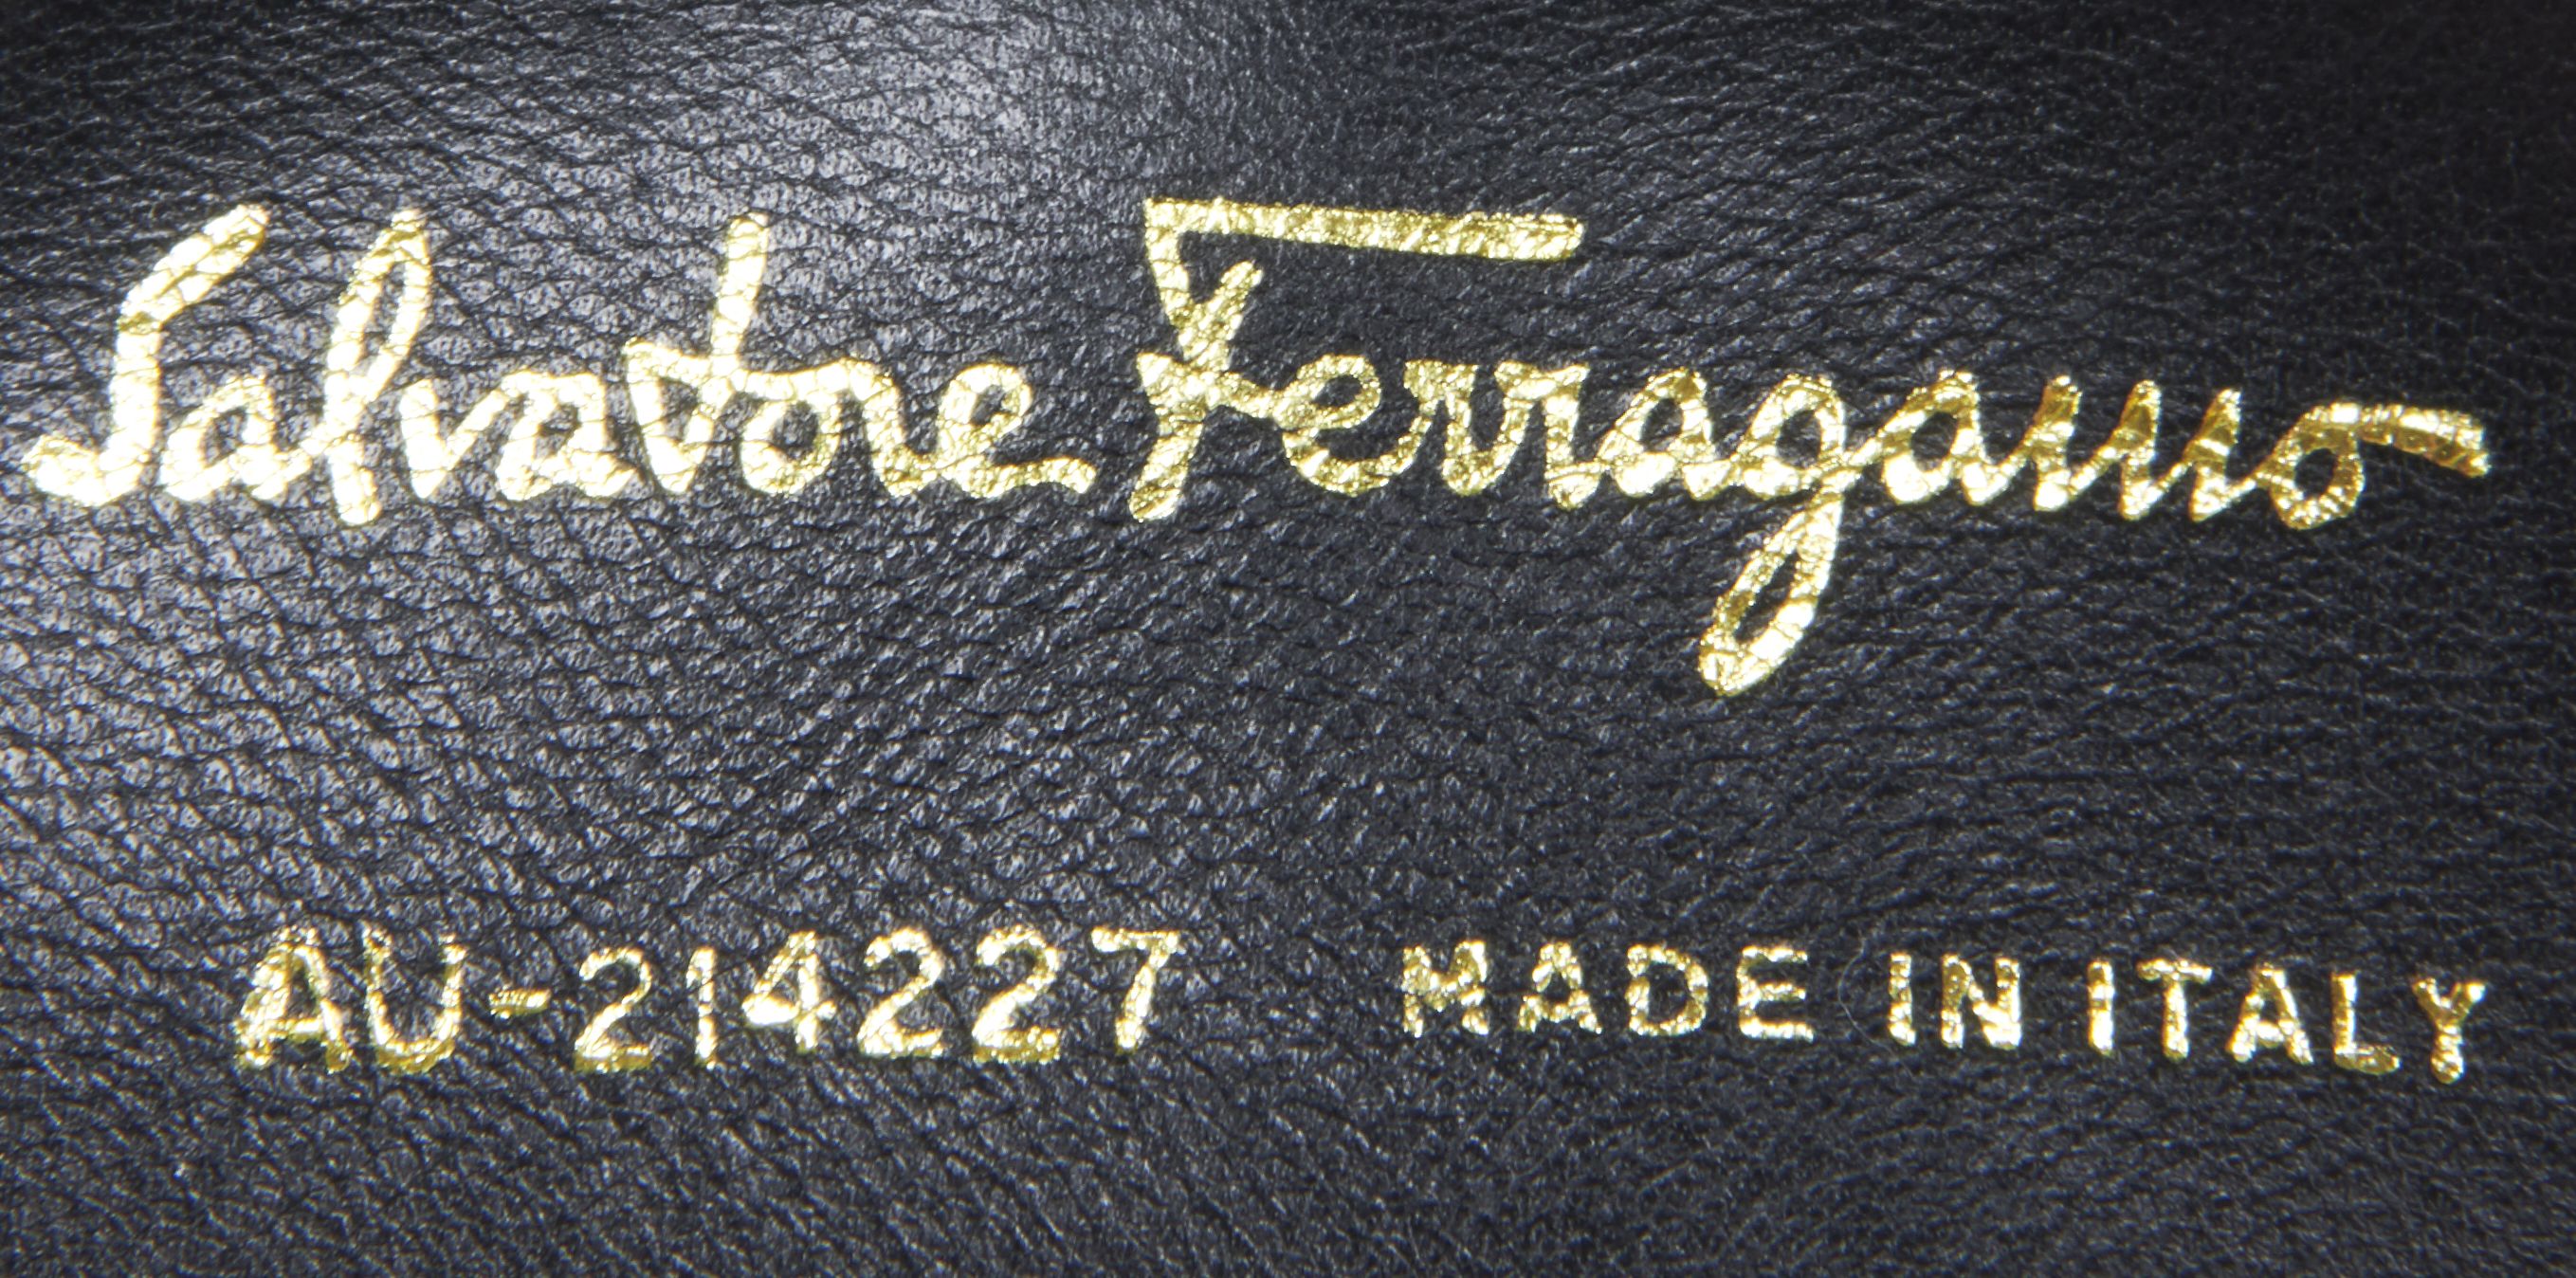 Salvatore Ferragamo
AU-214227 MADE IN ITALY